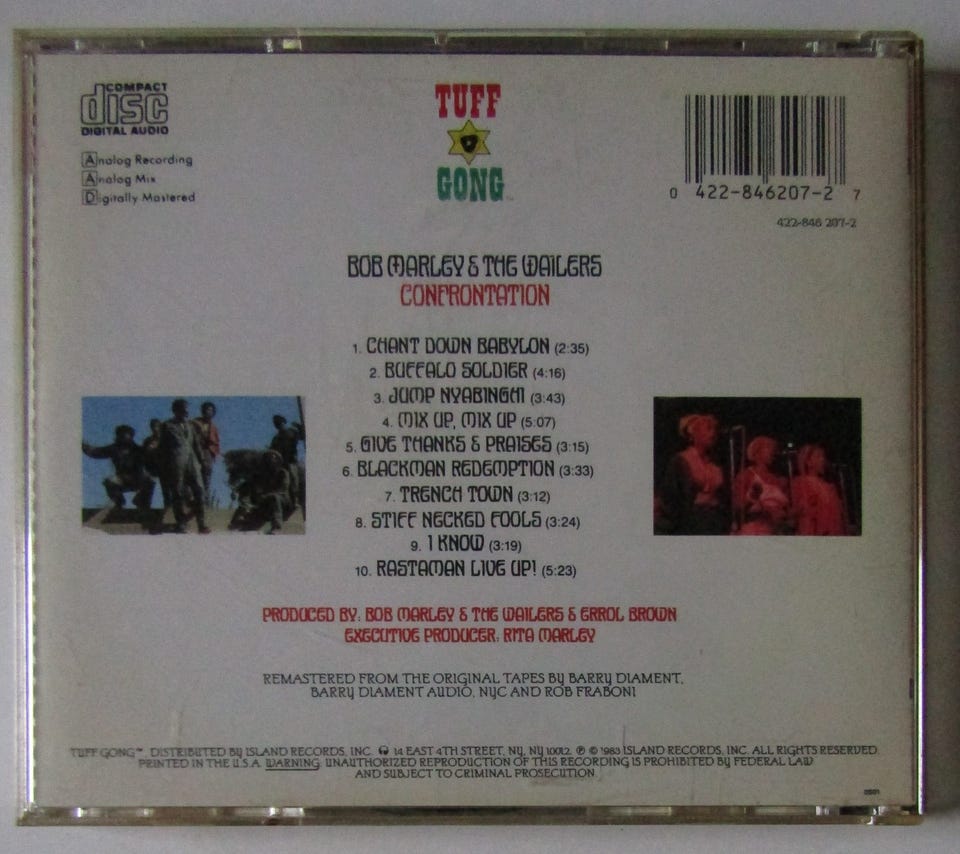 COMPACT
disc
DIGITAL AUDIO
Analog Recording
Analog Mix
Digitally Mastered
TUFF
GONG
0 422-846207-2 7
422-846 207-2
BOB MARLEY & THE WAILERS
CONFRONTATION
1. CHANT DOWN BABYLON (2:35)
2. BUFFALO SOLDIER (4:16)
3. JUMP NYABINGHI (3:43)
4. MIX UP, MIX UP (5:07)
5. GIVE THANKS & PRAISES (3:15)
6. BLACKMAN REDEMPTION (3:33)
7. TRENCH TOWN (3:12)
8. STIFF NECKED FOOLS (3:24)
9. I KNOW (3:19)
10. RASTAMAN LIVE UP! (5:23)
PRODUCED BY: BOB MARLEY & THE WAILERS & ERROL BROWN
EXECUTIVE PRODUCER: RITA MARLEY
REMASTERED FROM THE ORIGINAL TAPES BY BARRY DIAMENT,
BARRY DIAMENT AUDIO, NYC AND ROB FRABONI
TUFF GONG™ DISTRIBUTED BY ISLAND RECORDS, INC. 14 EAST 4TH STREET, NY, NY 10012. ℗ © 1983 ISLAND RECORDS, INC. ALL RIGHTS RESERVED.
PRINTED IN THE U.S.A. WARNING: UNAUTHORIZED REPRODUCTION OF THIS RECORDING IS PROHIBITED BY FEDERAL LAW
AND SUBJECT TO CRIMINAL PROSECUTION.